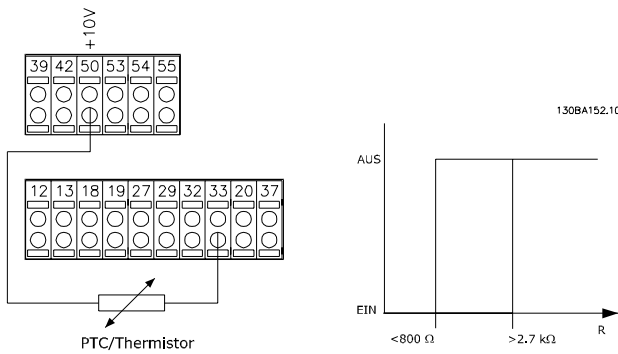 +10V
39 42 50 53 54 55
130BA152.10
12 13 18 19 27 29 32 33 20 37
PTC/Thermistor
AUS
EIN
<800 Ω
>2.7 kΩ
R